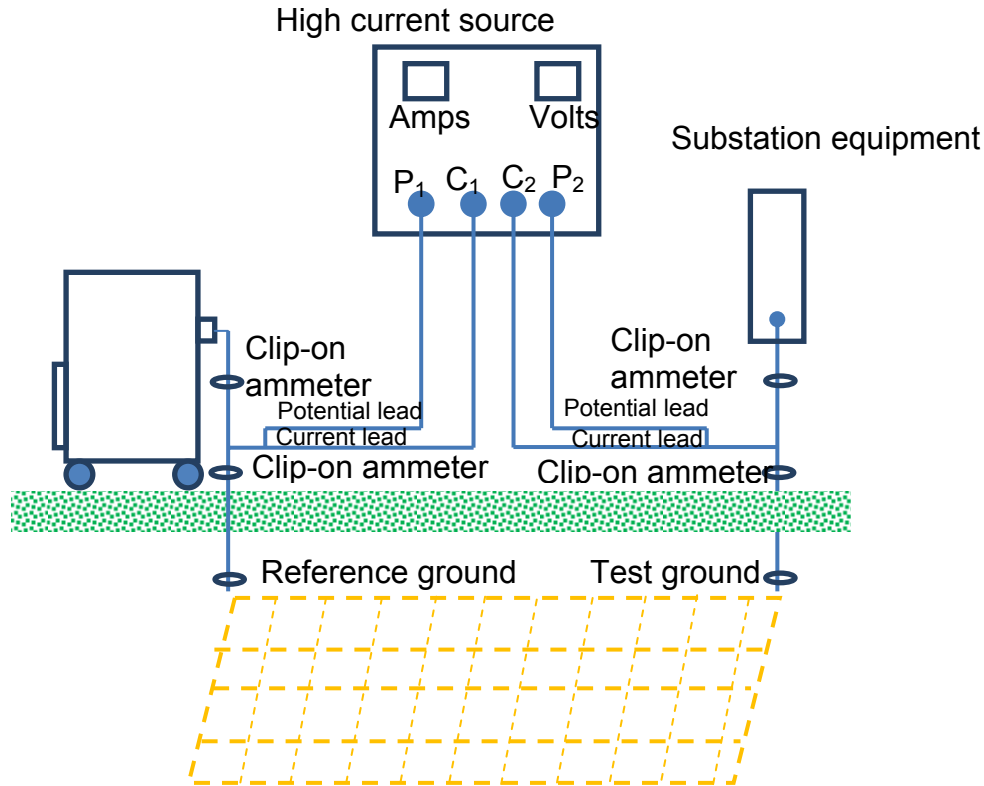 High current source
Amps
Volts
Substation equipment
P1
C1
C2
P2
Clip-on
ammeter
Clip-on
ammeter
Potential lead
Potential lead
Current lead
Current lead
Clip-on ammeter
Clip-on ammeter
Reference ground
Test ground